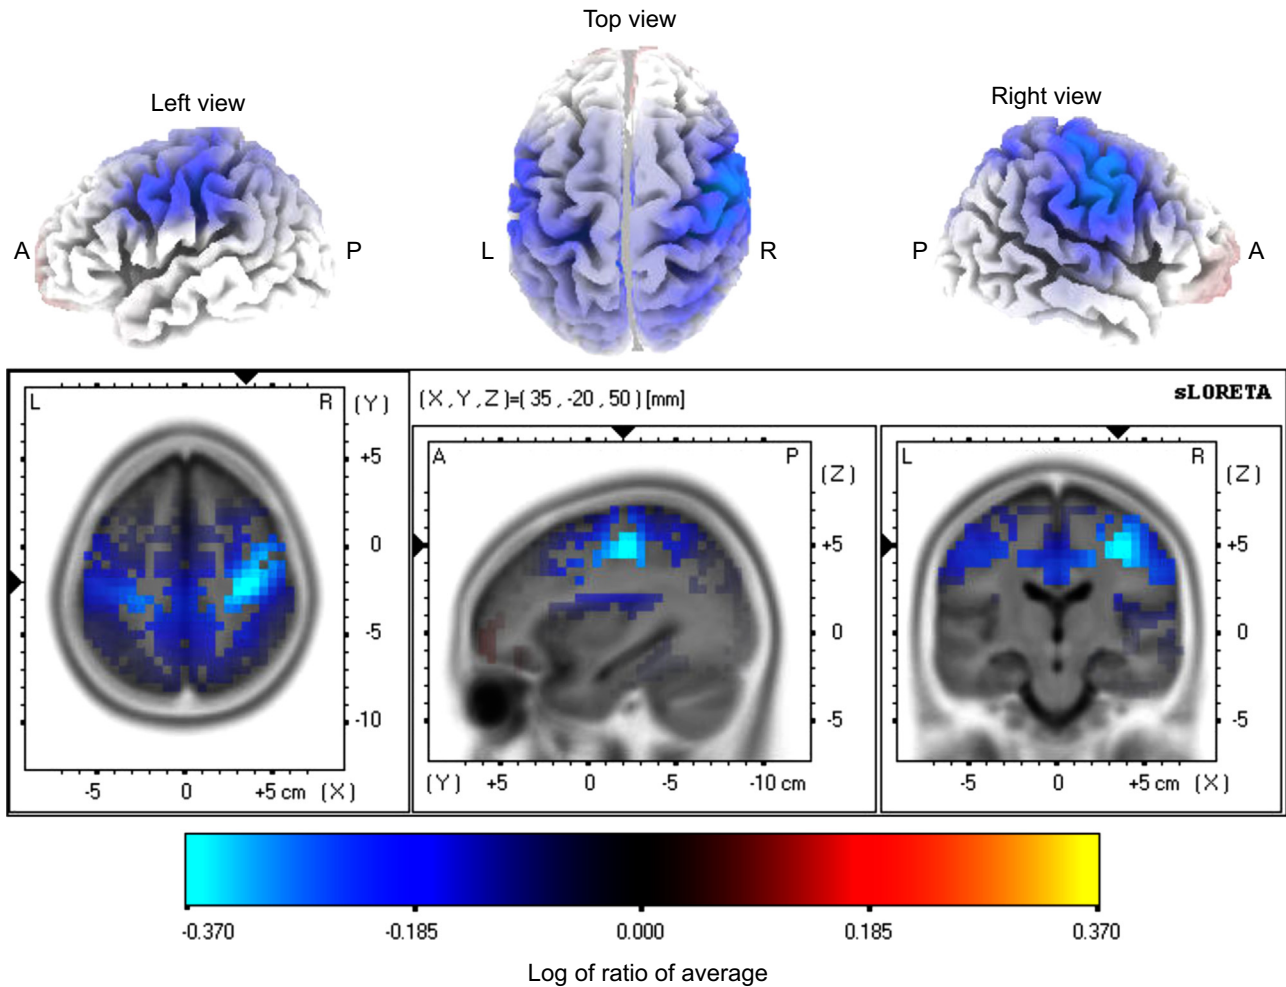 Top view
Left view
Right view
A
P
L
R
P
A
L
R
(Y)
+5
0
-5
-10
-5
0
+5 cm
(X)
(X,Y,Z)=(35,-20,50)[mm]
sLORETA
A
P
(Z)
+5
0
-5
(Y)
+5
0
-5
-10 cm
L
R
(Z)
+5
0
-5
-5
0
+5 cm
(X)
-0.370
-0.185
0.000
0.185
0.370
Log of ratio of average